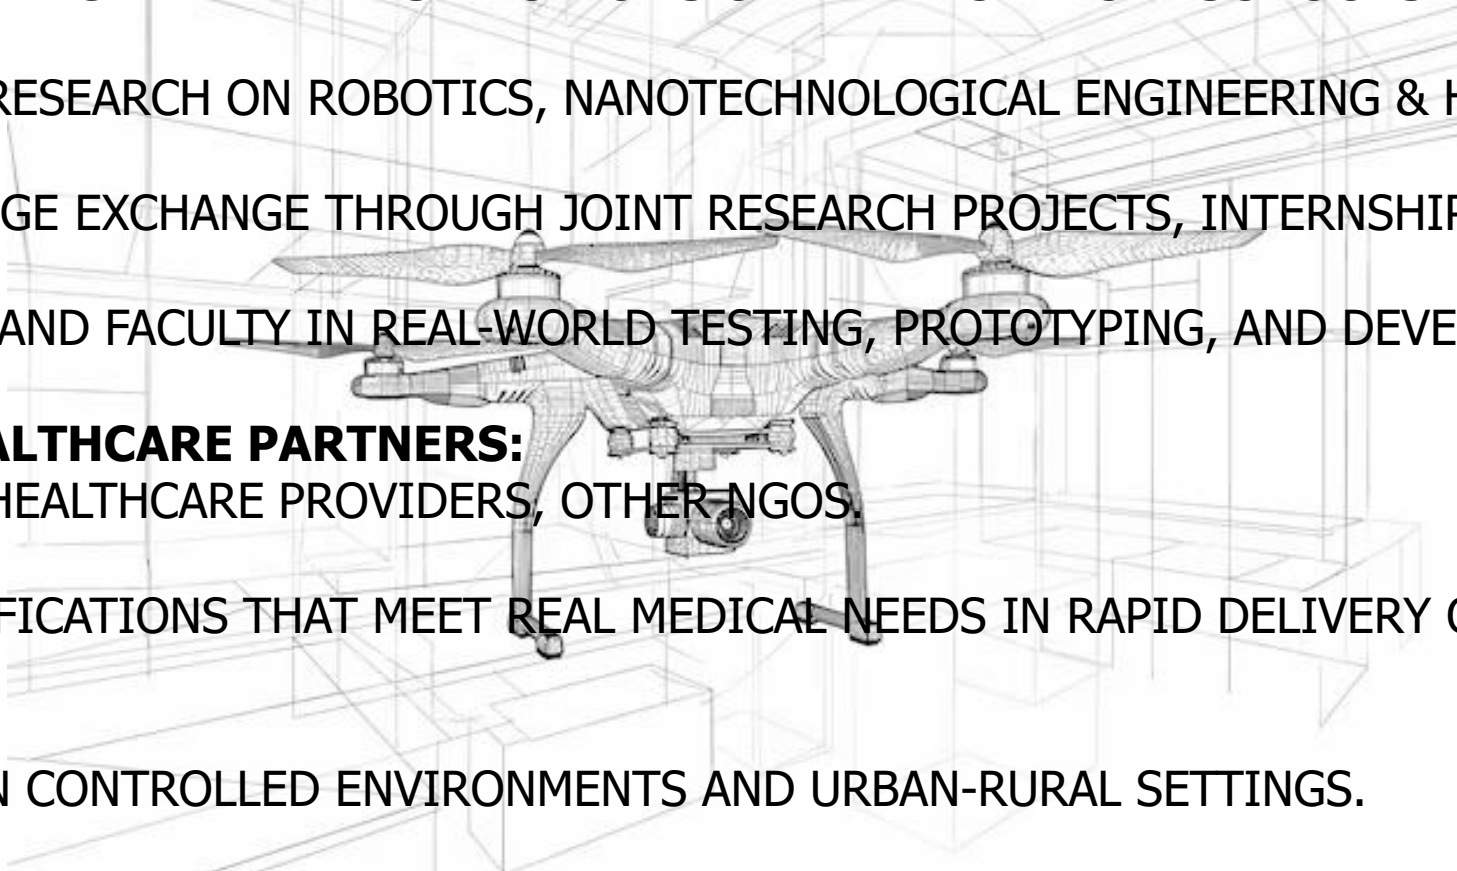 RESEARCH ON ROBOTICS, NANOTECHNOLOGICAL ENGINEERING & H
GE EXCHANGE THROUGH JOINT RESEARCH PROJECTS, INTERNSHIP
AND FACULTY IN REAL-WORLD TESTING, PROTOTYPING, AND DEVE
ALTHCARE PARTNERS:
HEALTHCARE PROVIDERS, OTHER NGOS.
FICATIONS THAT MEET REAL MEDICAL NEEDS IN RAPID DELIVERY
N CONTROLLED ENVIRONMENTS AND URBAN-RURAL SETTINGS.